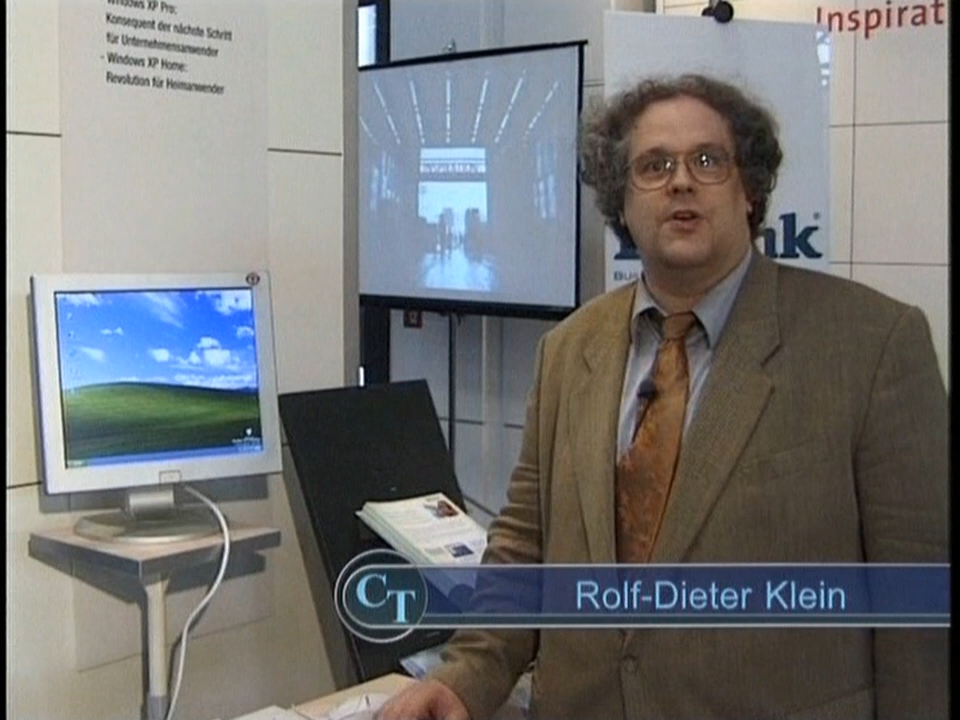 Windows XP Pro:
Konsequent der nächste Schritt
für Unternehmensanwender
- Windows XP Home:
Revolution für Heimanwender
Inspirat
nk
CT
Rolf-Dieter Klein